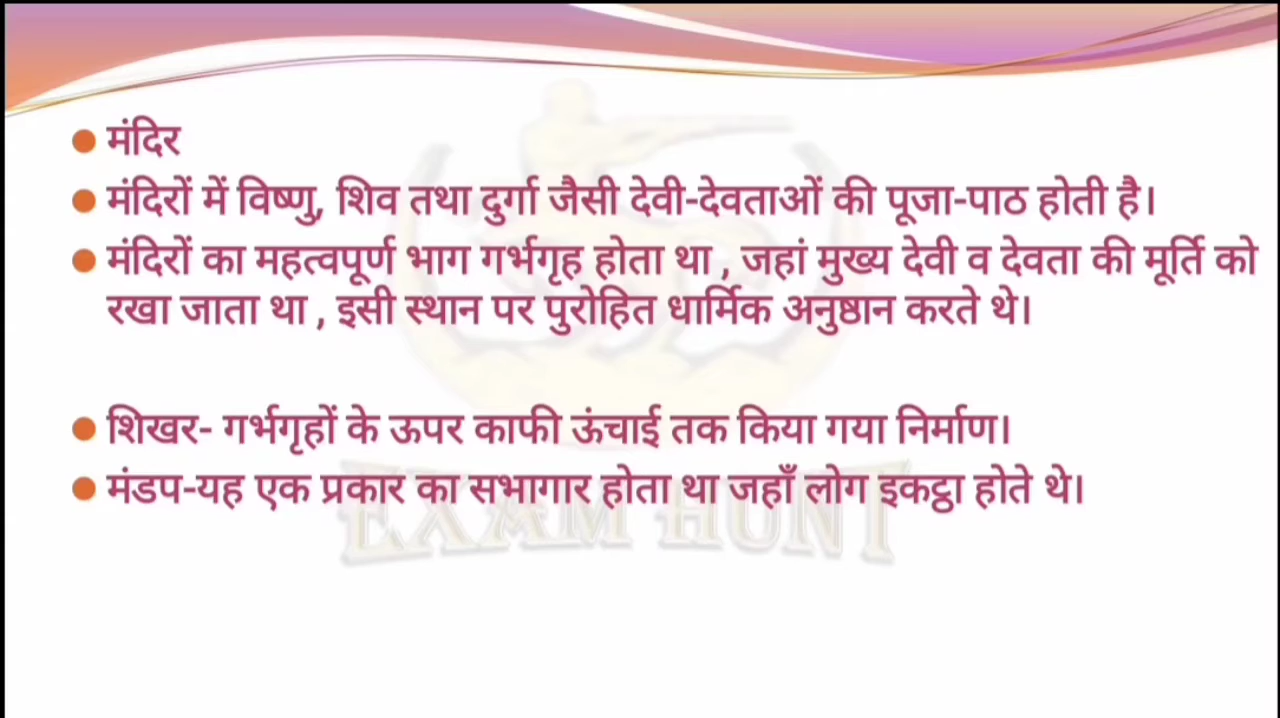 मंदिर
मंदिरों में विष्णु, शिव तथा दुर्गा जैसी देवी-देवताओं की पूजा-पाठ होती है।
मंदिरों का महत्वपूर्ण भाग गर्भगृह होता था , जहां मुख्य देवी व देवता की मूर्ति को
रखा जाता था , इसी स्थान पर पुरोहित धार्मिक अनुष्ठान करते थे।
शिखर- गर्भगृहों के ऊपर काफी ऊंचाई तक किया गया निर्माण।
मंडप-यह एक प्रकार का सभागार होता था जहाँ लोग इकट्ठा होते थे।
EXAM HUNT